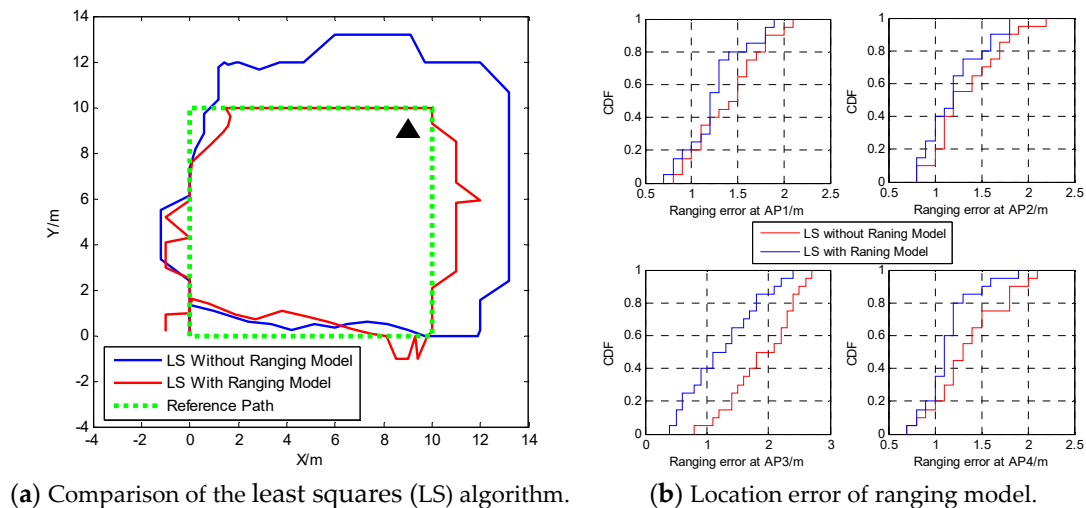 14
12
10
8
6
4
2
0
-2
-4
Y/m
-4 -2 0 2 4 6 8 10 12 14
X/m
LS Without Ranging Model
LS With Ranging Model
Reference Path
(a) Comparison of the least squares (LS) algorithm.
1
0.8
0.6
0.4
0.2
0
CDF
0.5 1 1.5 2 2.5
Ranging error at AP1/m
1
0.8
0.6
0.4
0.2
0
CDF
0.5 1 1.5 2 2.5
Ranging error at AP2/m
LS without Raning Model
LS with Raning Model
1
0.8
0.6
0.4
0.2
0
CDF
0 1 2 3
Ranging error at AP3/m
1
0.8
0.6
0.4
0.2
0
CDF
0.5 1 1.5 2 2.5
Ranging error at AP4/m
(b) Location error of ranging model.